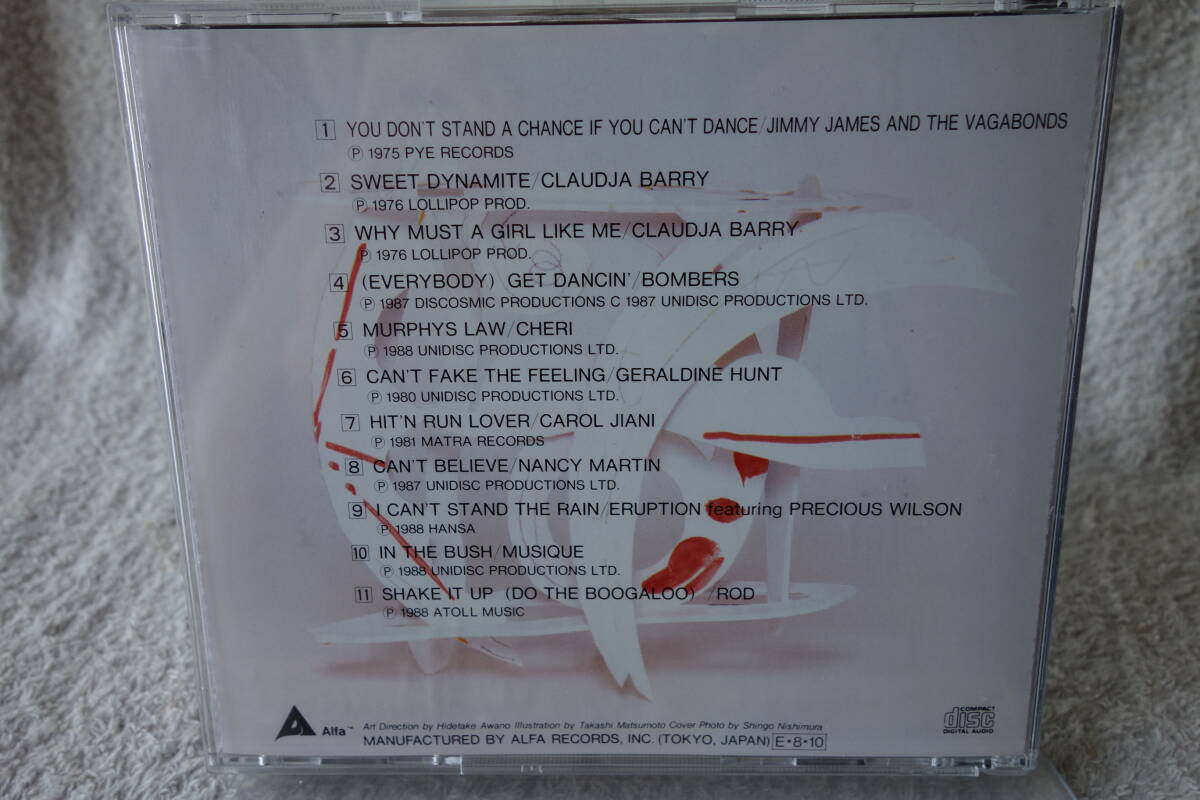 1 YOU DON'T STAND A CHANCE IF YOU CAN'T DANCE/JIMMY JAMES AND THE VAGABONDS
Ⓟ 1975 PYE RECORDS
2 SWEET DYNAMITE/CLAUDJA BARRY
Ⓟ 1976 LOLLIPOP PROD.
3 WHY MUST A GIRL LIKE ME/CLAUDJA BARRY
Ⓟ 1976 LOLLIPOP PROD.
4 (EVERYBODY) GET DANCIN'/BOMBERS
Ⓟ 1987 DISCOSMIC PRODUCTIONS C 1987 UNIDISC PRODUCTIONS LTD.
5 MURPHYS LAW/CHERI
Ⓟ 1988 UNIDISC PRODUCTIONS LTD.
6 CAN'T FAKE THE FEELING/GERALDINE HUNT
Ⓟ 1980 UNIDISC PRODUCTIONS LTD.
7 HIT'N RUN LOVER/CAROL JIANI
Ⓟ 1981 MATRA RECORDS
8 CAN'T BELIEVE/NANCY MARTIN
Ⓟ 1987 UNIDISC PRODUCTIONS LTD.
9 I CAN'T STAND THE RAIN/ERUPTION featuring PRECIOUS WILSON
Ⓟ 1988 HANSA
10 IN THE BUSH/MUSIQUE
Ⓟ 1988 UNIDISC PRODUCTIONS LTD.
11 SHAKE IT UP (DO THE BOOGALOO) /ROD
Ⓟ 1988 ATOLL MUSIC
Alfa™ Art Direction by Hidetake Awano Illustration by Takashi Matsumoto Cover Photo by Shingo Nishimura
MANUFACTURED BY ALFA RECORDS, INC. (TOKYO, JAPAN) E•8•10
COMPACT
disc
DIGITAL AUDIO